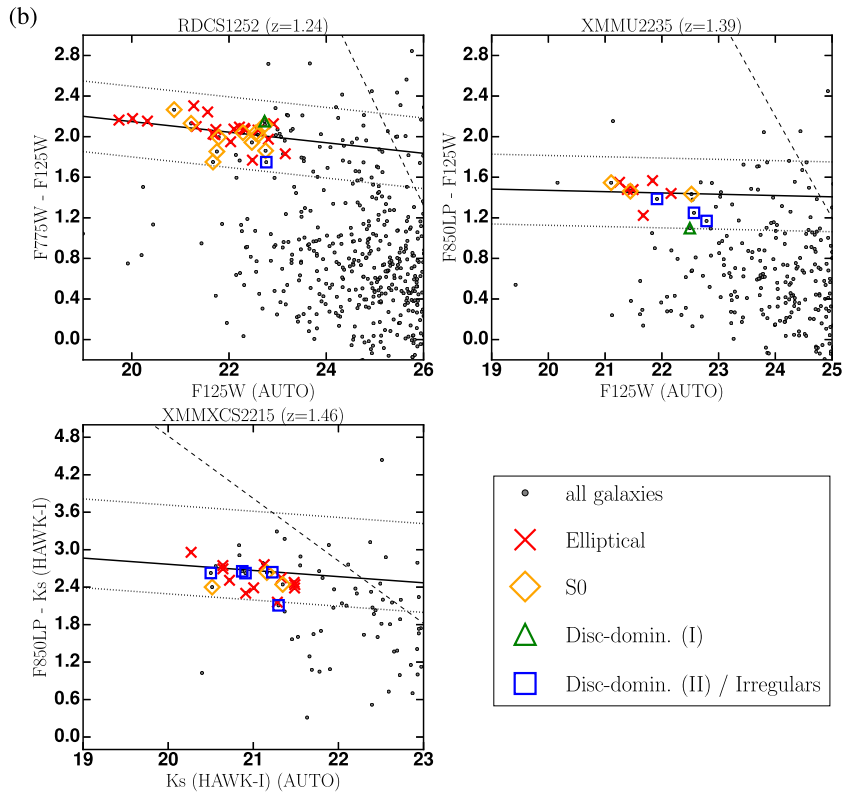 (b)
RDCS1252 (z=1.24)
2.8
2.4
2.0
1.6
1.2
0.8
0.4
0.0
F775W - F125W
20
22
24
26
F125W (AUTO)
XMMU2235 (z=1.39)
2.8
2.4
2.0
1.6
1.2
0.8
0.4
0.0
F850LP - F125W
19
20
21
22
23
24
25
F125W (AUTO)
XMMXCS2215 (z=1.46)
4.8
4.2
3.6
3.0
2.4
1.8
1.2
0.6
0.0
F850LP - Ks (HAWK-I)
19
20
21
22
23
Ks (HAWK-I) (AUTO)
all galaxies
Elliptical
S0
Disc-domin. (I)
Disc-domin. (II) / Irregulars